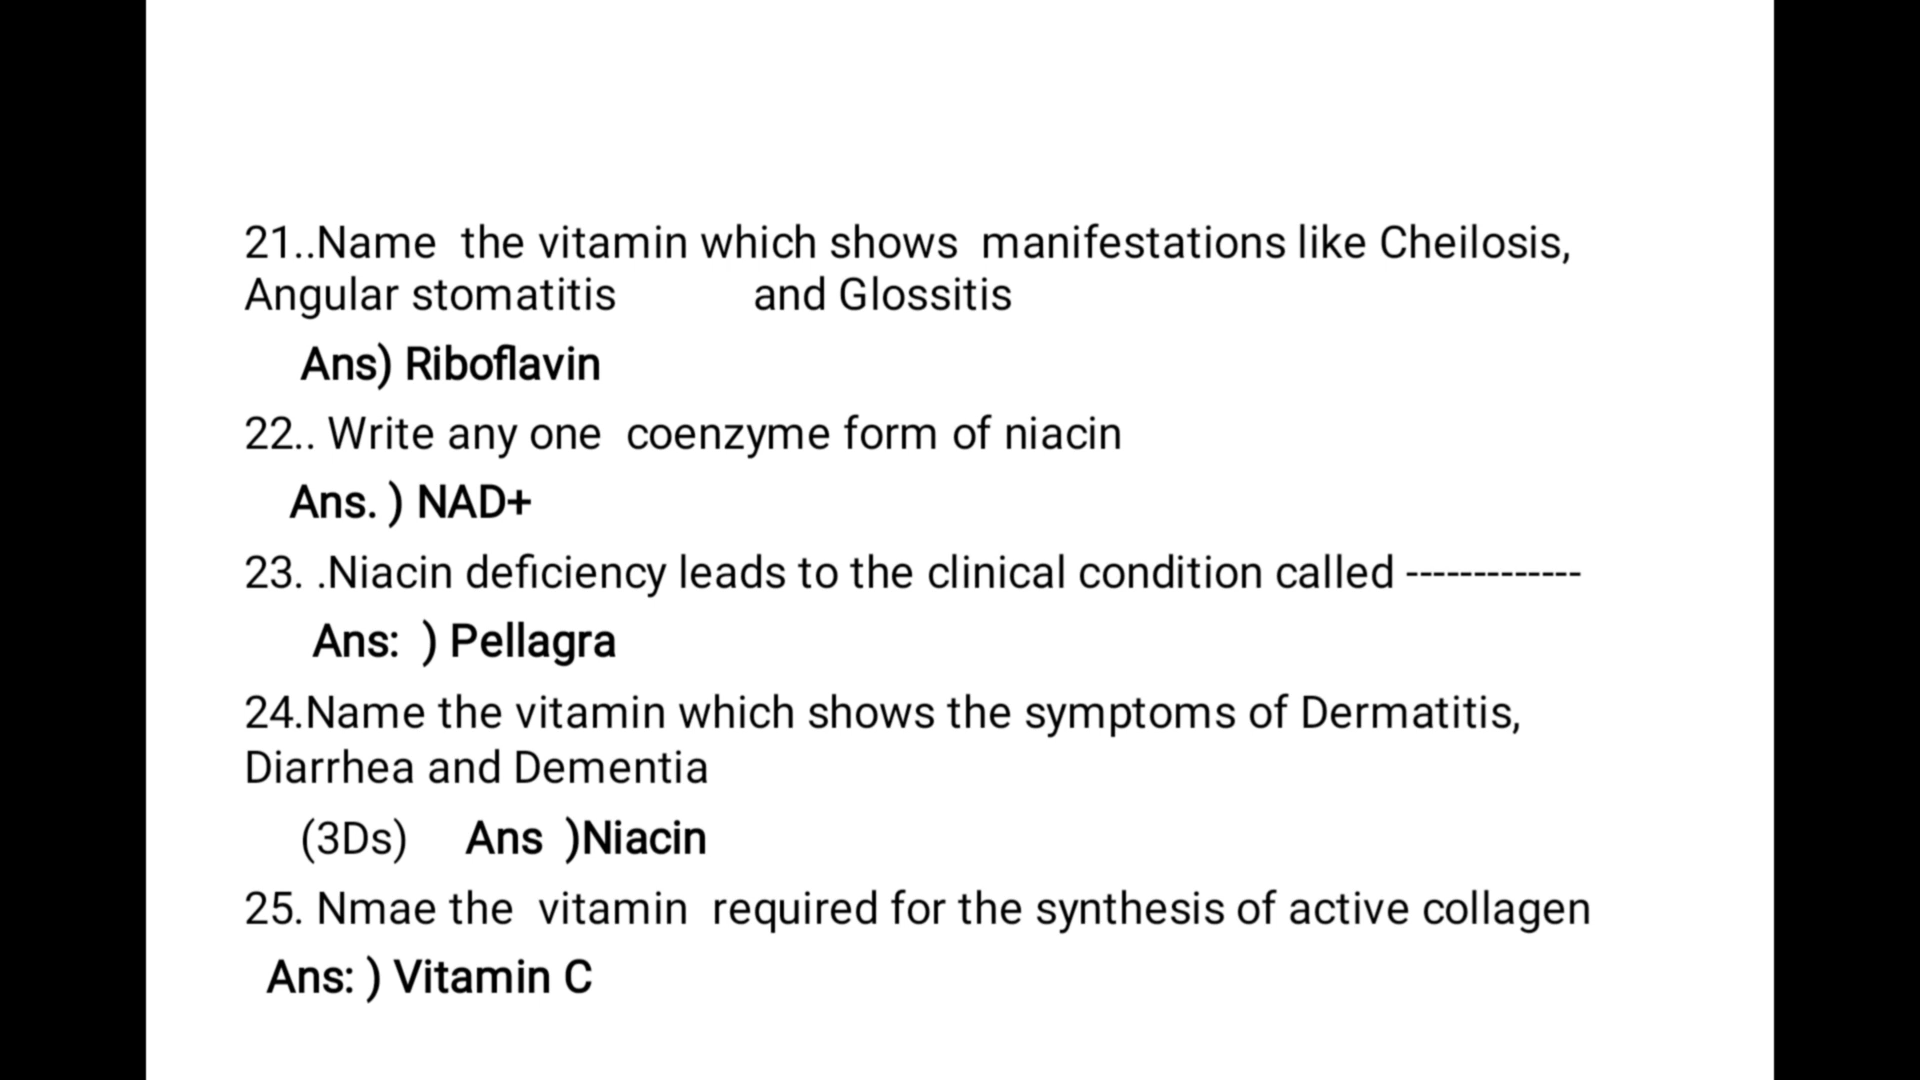 21..Name the vitamin which shows manifestations like Cheilosis,
Angular stomatitis and Glossitis
Ans) Riboflavin
22.. Write any one coenzyme form of niacin
Ans. ) NAD+
23. .Niacin deficiency leads to the clinical condition called -------------
Ans: ) Pellagra
24.Name the vitamin which shows the symptoms of Dermatitis,
Diarrhea and Dementia
(3Ds) Ans )Niacin
25. Nmae the vitamin required for the synthesis of active collagen
Ans: ) Vitamin C